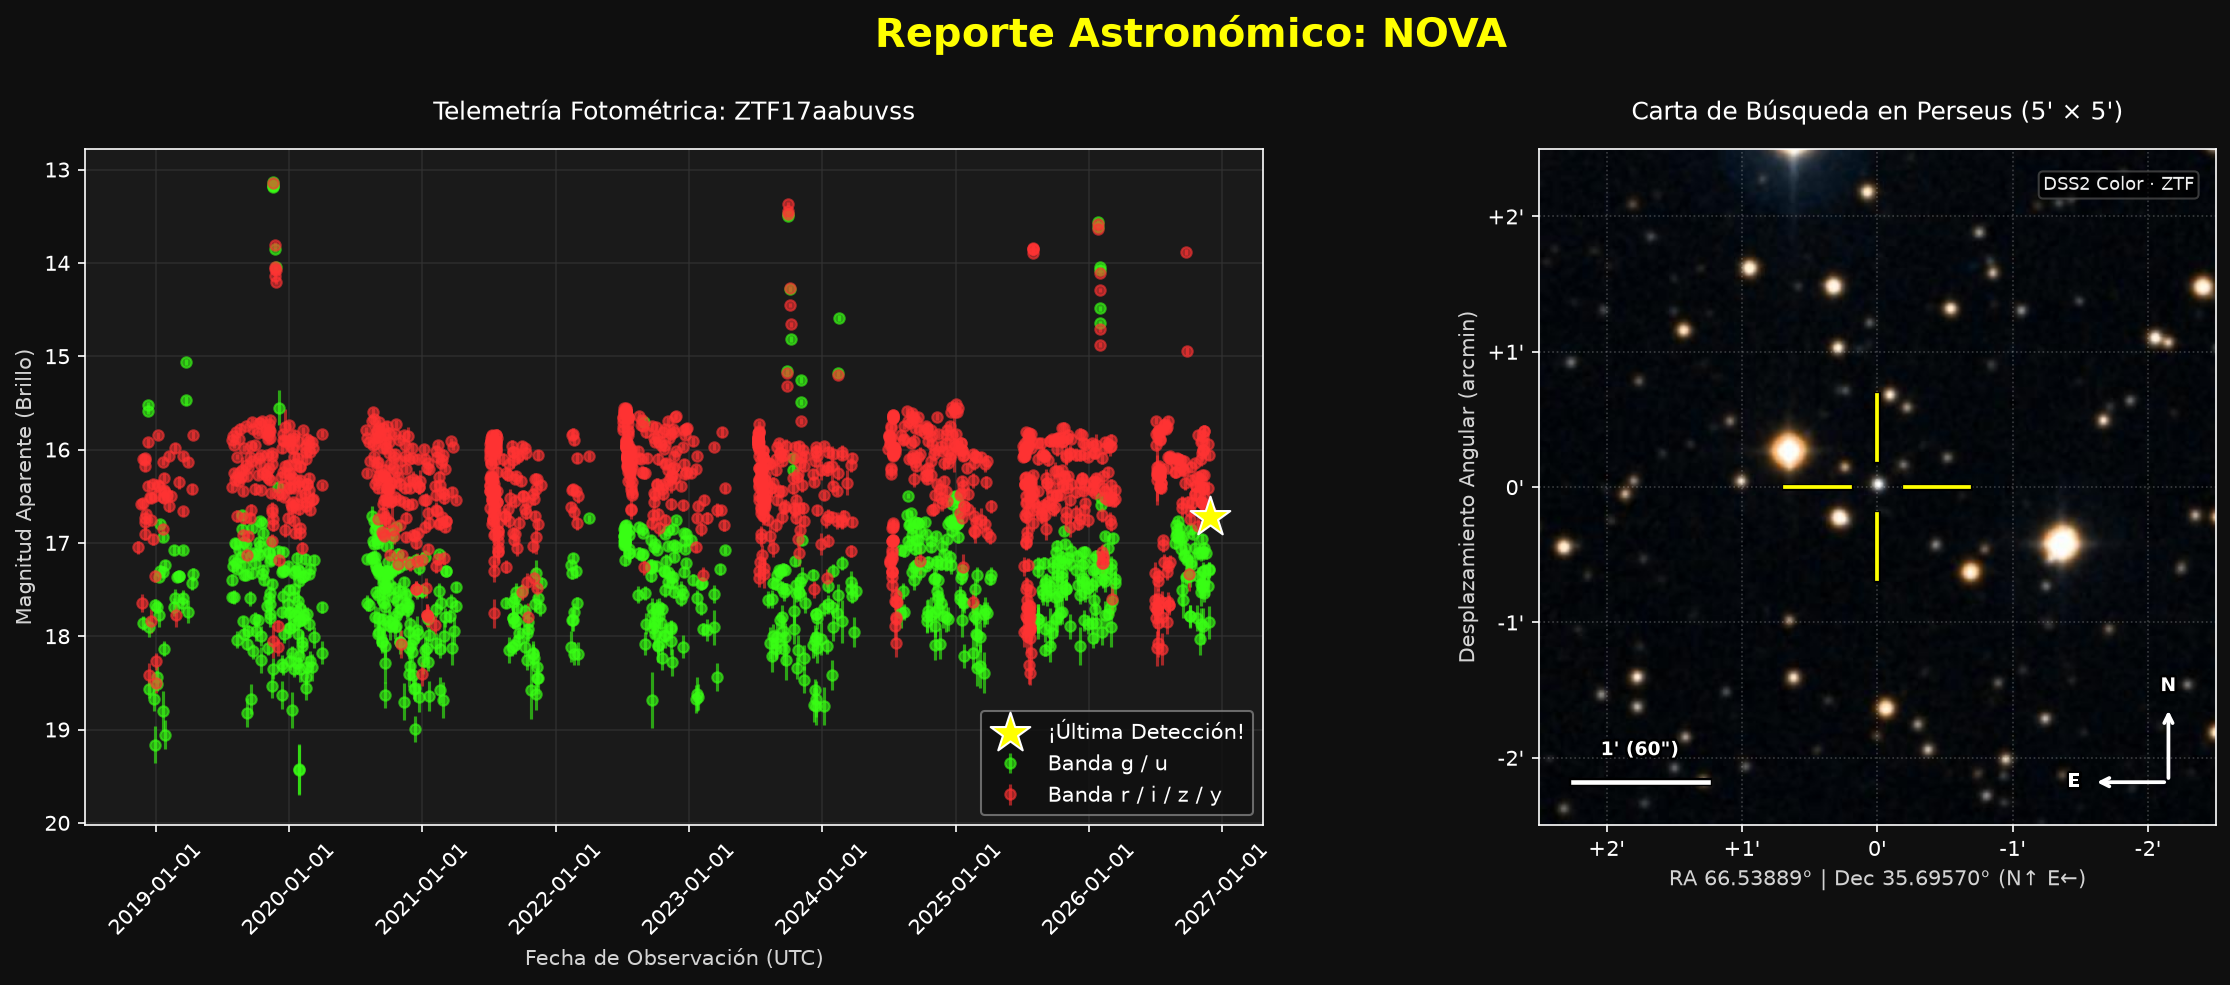 Reporte Astronómico: NOVA
Telemetría Fotométrica: ZTF17aabuvss
Magnitud Aparente (Brillo)
13
14
15
16
17
18
19
20
2019-01-01
2020-01-01
2021-01-01
2022-01-01
2023-01-01
2024-01-01
2025-01-01
2026-01-01
2027-01-01
Fecha de Observación (UTC)
¡Última Detección!
Banda g / u
Banda r / i / z / y
Carta de Búsqueda en Perseus (5' × 5')
DSS2 Color · ZTF
Desplazamiento Angular (arcmin)
+2'
+1'
0'
-1'
-2'
N
E
1' (60")
+2'
+1'
0'
-1'
-2'
RA 66.53889° | Dec 35.69570° (N↑ E←)